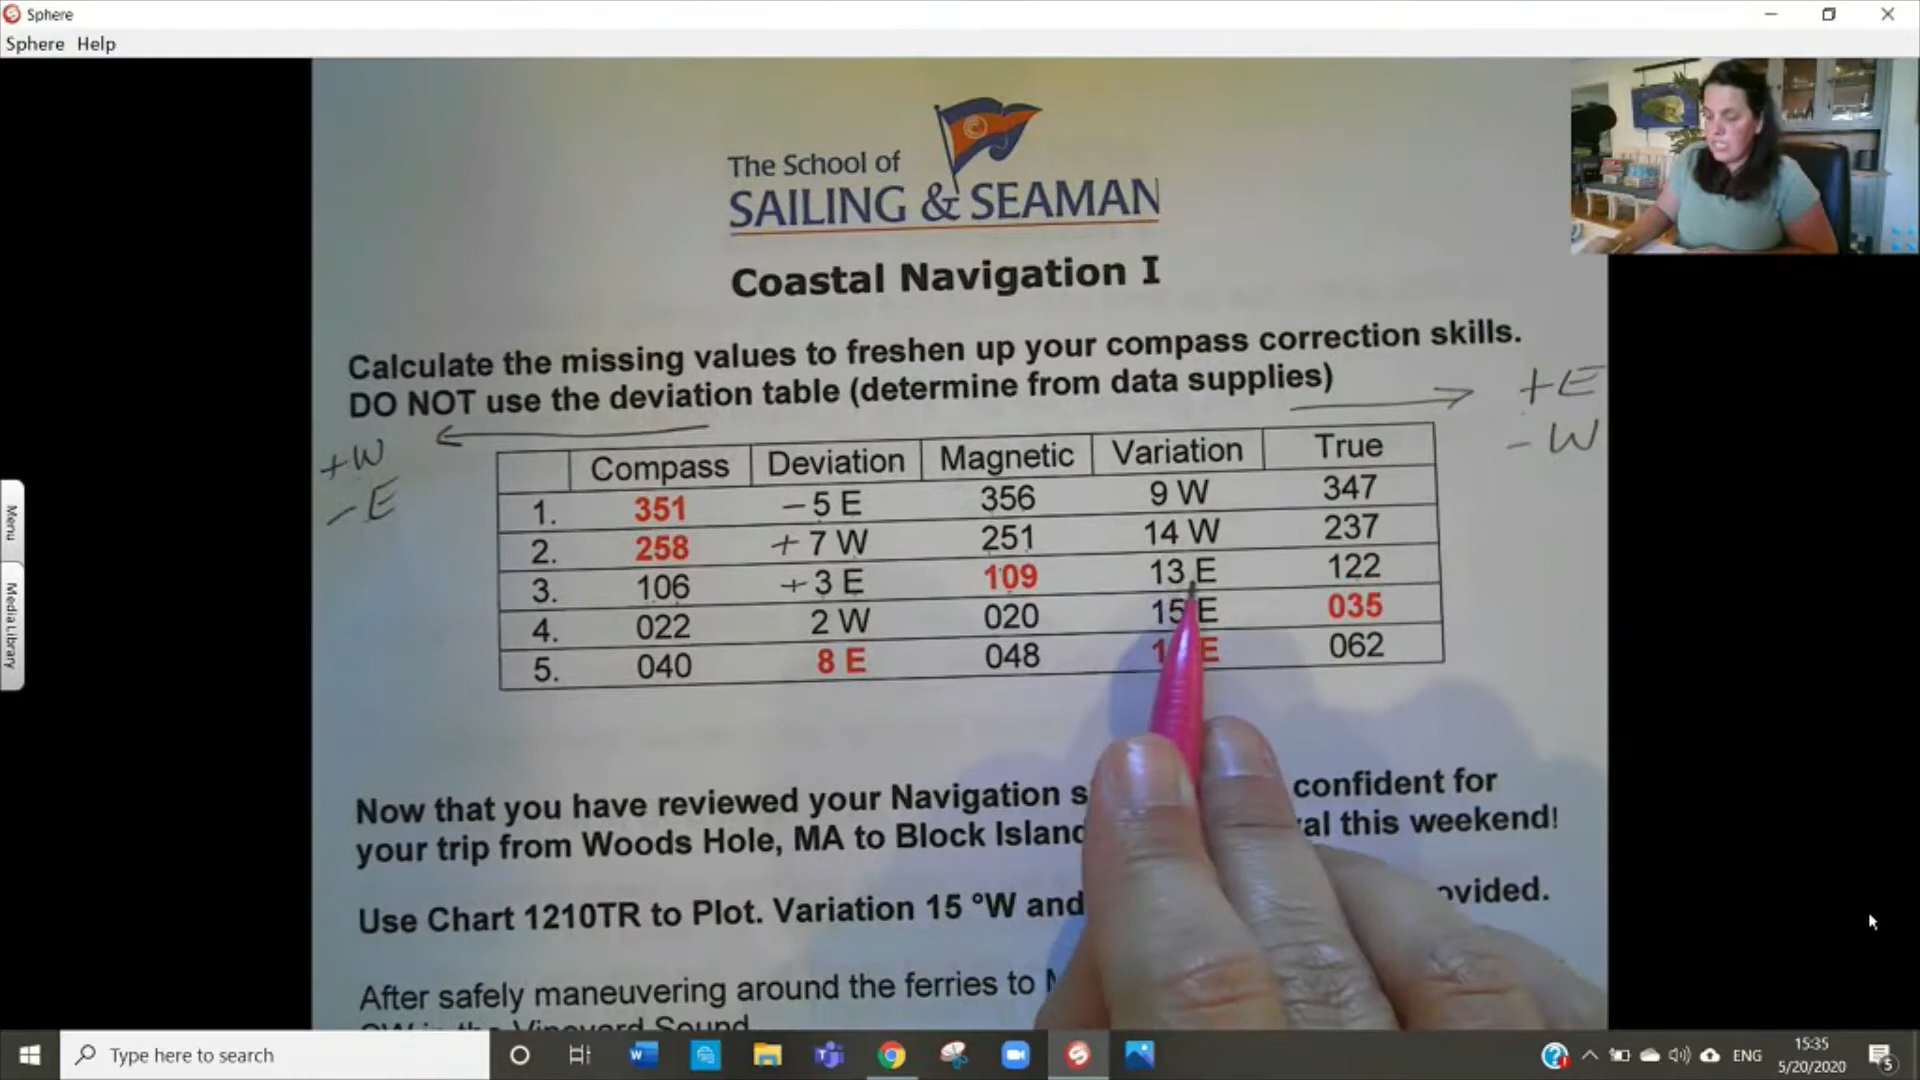 Sphere
Sphere Help
The School of
SAILING & SEAMAN
Coastal Navigation I
Calculate the missing values to freshen up your compass correction skills.
DO NOT use the deviation table (determine from data supplies)
+E
-W
+W
-E
Compass Deviation Magnetic Variation True
1. 351 -5 E 356 9 W 347
2. 258 +7 W 251 14 W 237
3. 106 +3 E 109 13 E 122
4. 022 2 W 020 15 E 035
5. 040 8 E 048 1 E 062
Now that you have reviewed your Navigation s confident for
your trip from Woods Hole, MA to Block Island al this weekend!
Use Chart 1210TR to Plot. Variation 15 °W and ovided.
After safely maneuvering around the ferries to
Vineyard Sound
Menu
Media Library
Type here to search
ENG
15:35
5/20/2020
5